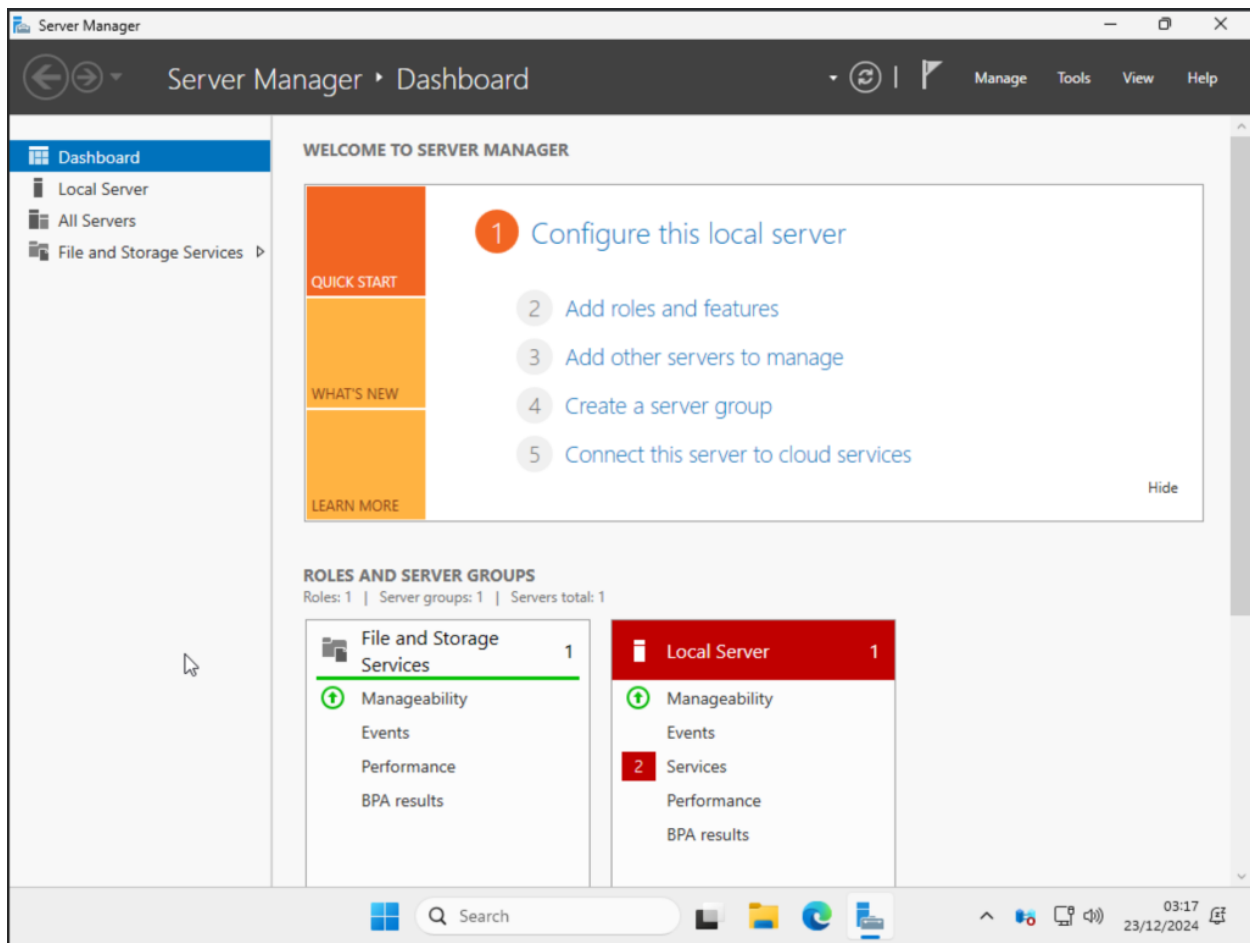 Server Manager
Server Manager ‣ Dashboard
Manage
Tools
View
Help
Dashboard
Local Server
All Servers
File and Storage Services
WELCOME TO SERVER MANAGER
QUICK START
WHAT'S NEW
LEARN MORE
1 Configure this local server
2 Add roles and features
3 Add other servers to manage
4 Create a server group
5 Connect this server to cloud services
Hide
ROLES AND SERVER GROUPS
Roles: 1 | Server groups: 1 | Servers total: 1
File and Storage
Services
1
Manageability
Events
Performance
BPA results
Local Server 1
Manageability
Events
2 Services
Performance
BPA results
Search
03:17
23/12/2024